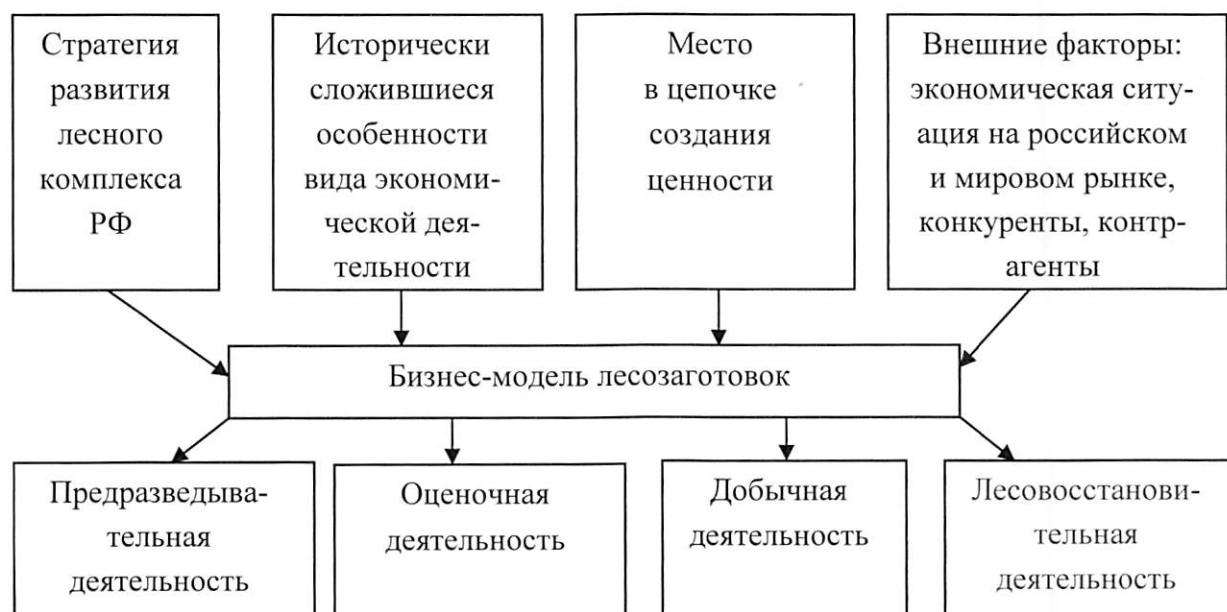 Стратегия
развития
лесного
комплекса
РФ
Исторически
сложившиеся
особенности
вида экономи-
ческой дея-
тельности
Место
в цепочке
создания
ценности
Внешние факторы:
экономическая ситу-
ация на российском
и мировом рынке,
конкуренты, контр-
агенты
Бизнес-модель лесозаготовок
Предразведыва-
тельная
деятельность
Оценочная
деятельность
Добычная
деятельность
Лесовосстанови-
тельная
деятельность